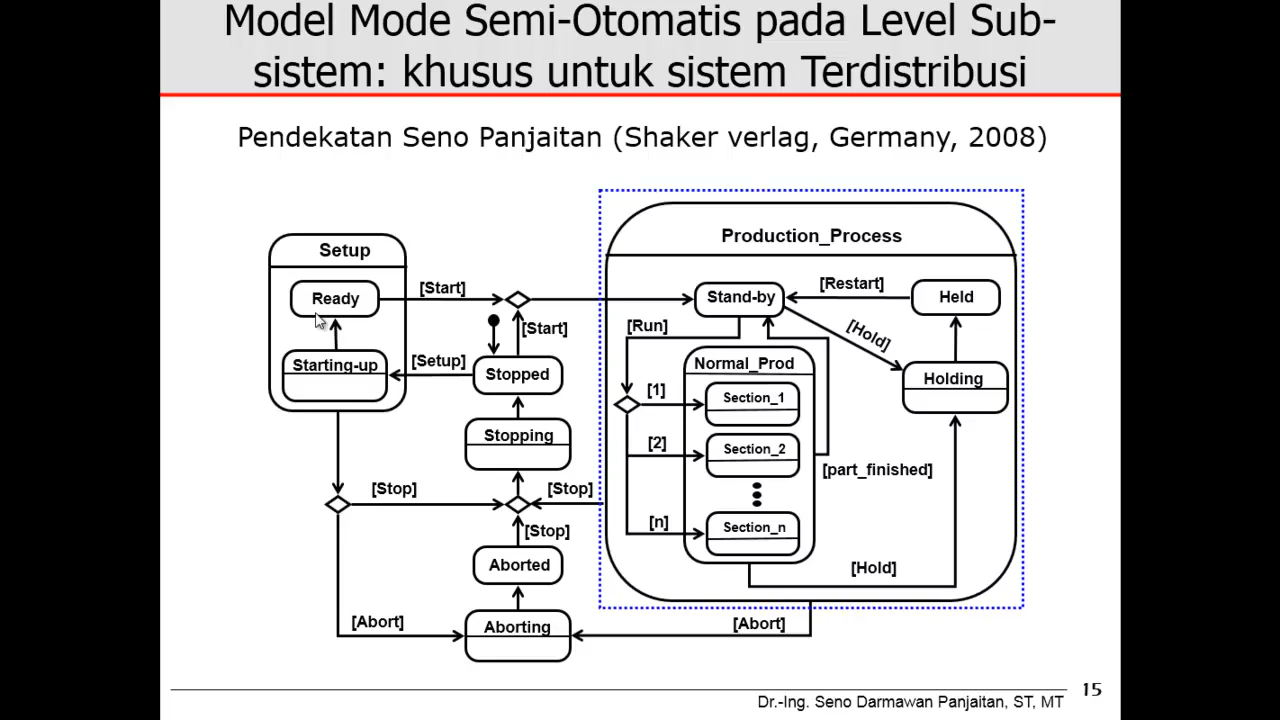 Model Mode Semi-Otomatis pada Level Sub-
sistem: khusus untuk sistem Terdistribusi
Pendekatan Seno Panjaitan (Shaker verlag, Germany, 2008)
Setup
Ready
Starting-up
[Start]
[Start]
[Setup]
Stopped
Stopping
[Stop]
[Stop]
[Stop]
Aborted
Aborting
[Abort]
[Abort]
Production_Process
Stand-by
[Restart]
Held
[Run]
[Hold]
Normal_Prod
Holding
[1]
Section_1
[2]
Section_2
[part_finished]
[n]
Section_n
[Hold]
15
Dr.-Ing. Seno Darmawan Panjaitan, ST, MT